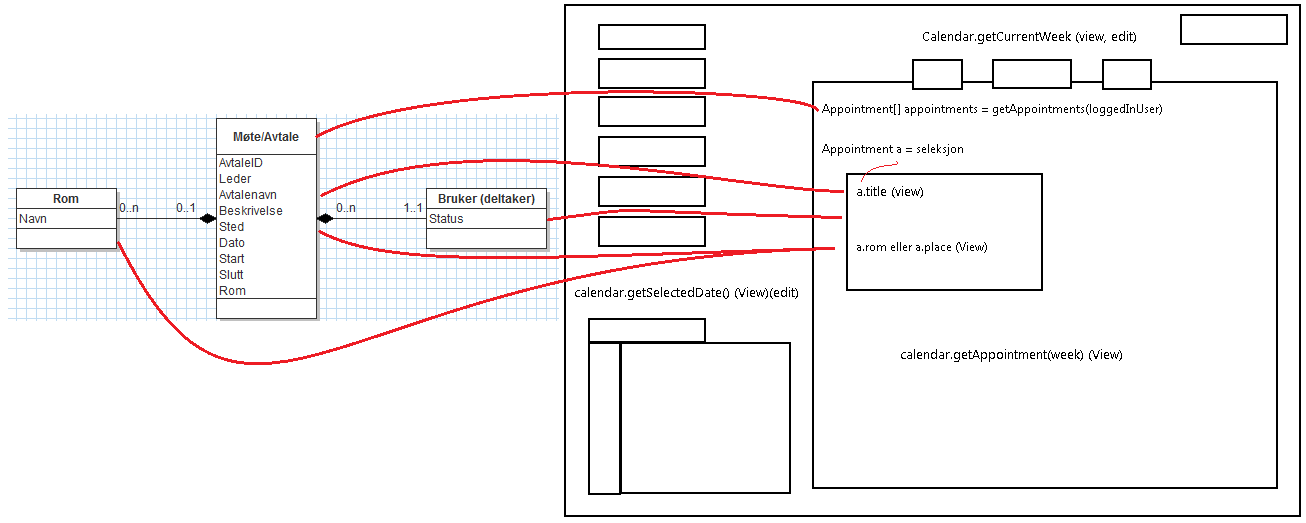 Rom
Navn
0..n
0..1
Møte/Avtale
AvtaleID
Leder
Avtalenavn
Beskrivelse
Sted
Dato
Start
Slutt
Rom
0..n
1..1
Bruker (deltaker)
Status
Calendar.getCurrentWeek (view, edit)
Appointment[] appointments = getAppointments(loggedInUser)
Appointment a = seleksjon
a.title (view)
a.rom eller a.place (View)
calendar.getSelectedDate() (View)(edit)
calendar.getAppointment(week) (View)